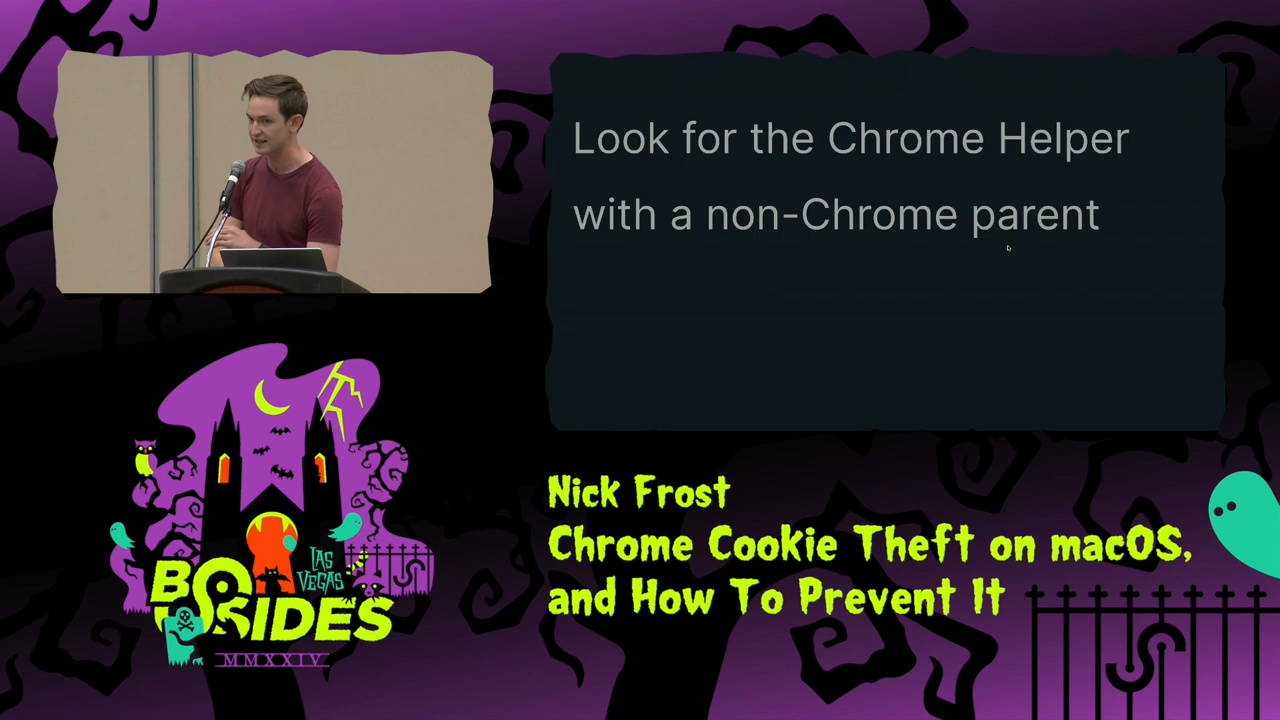 Look for the Chrome Helper
with a non-Chrome parent
Nick Frost
Chrome Cookie Theft on macOS,
and How To Prevent It
LAS
VEGAS
BSIDES
MMXXIV